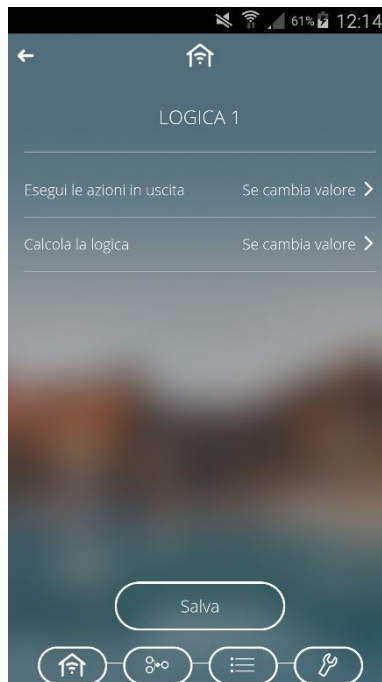 61% 12:14
LOGICA 1
Esegui le azioni in uscita Se cambia valore
Calcola la logica Se cambia valore
Salva